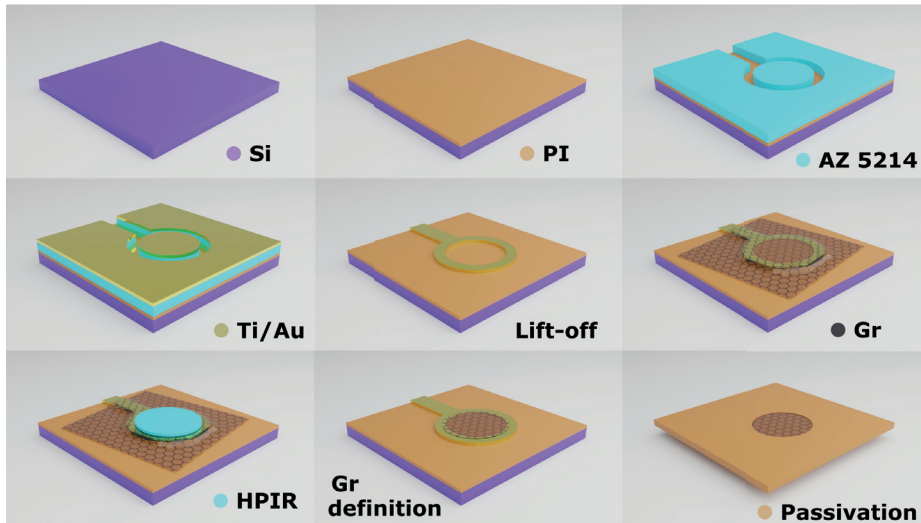 Si
PI
AZ 5214
Ti/Au
Lift-off
Gr
HPIR
Gr
definition
Passivation